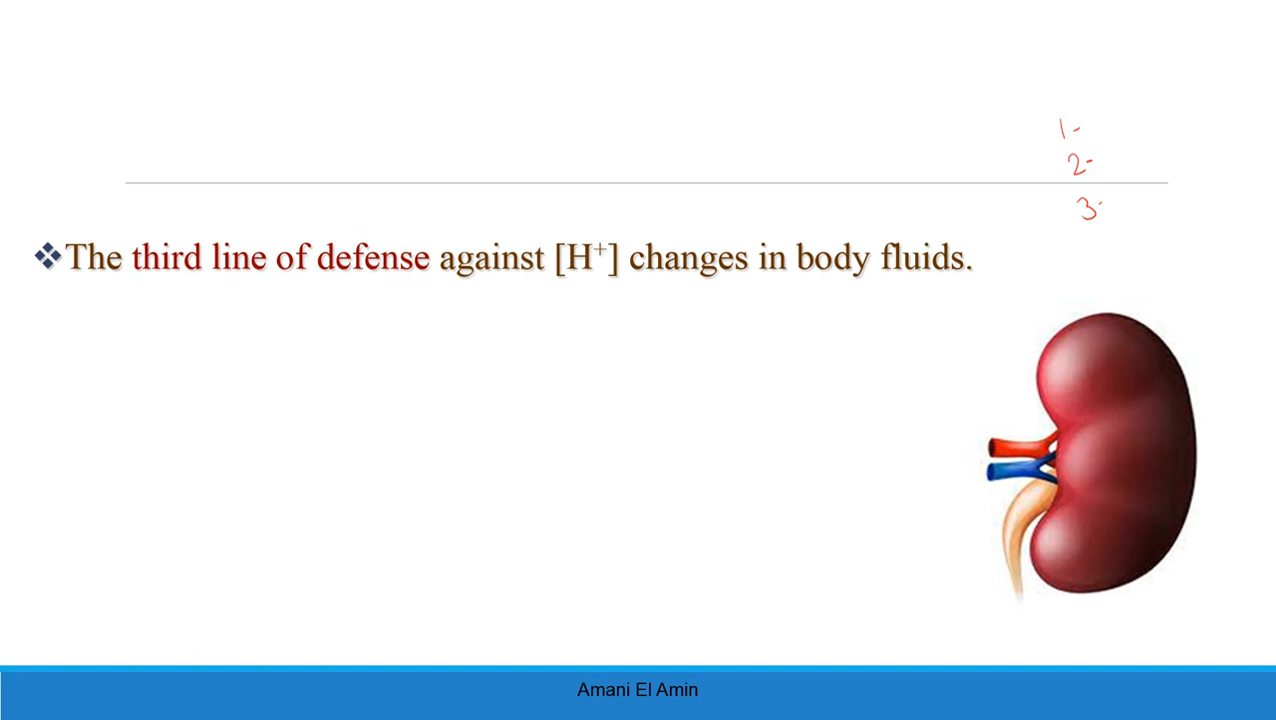 1-
2-
3-
❖The third line of defense against [H⁺] changes in body fluids.
Amani El Amin